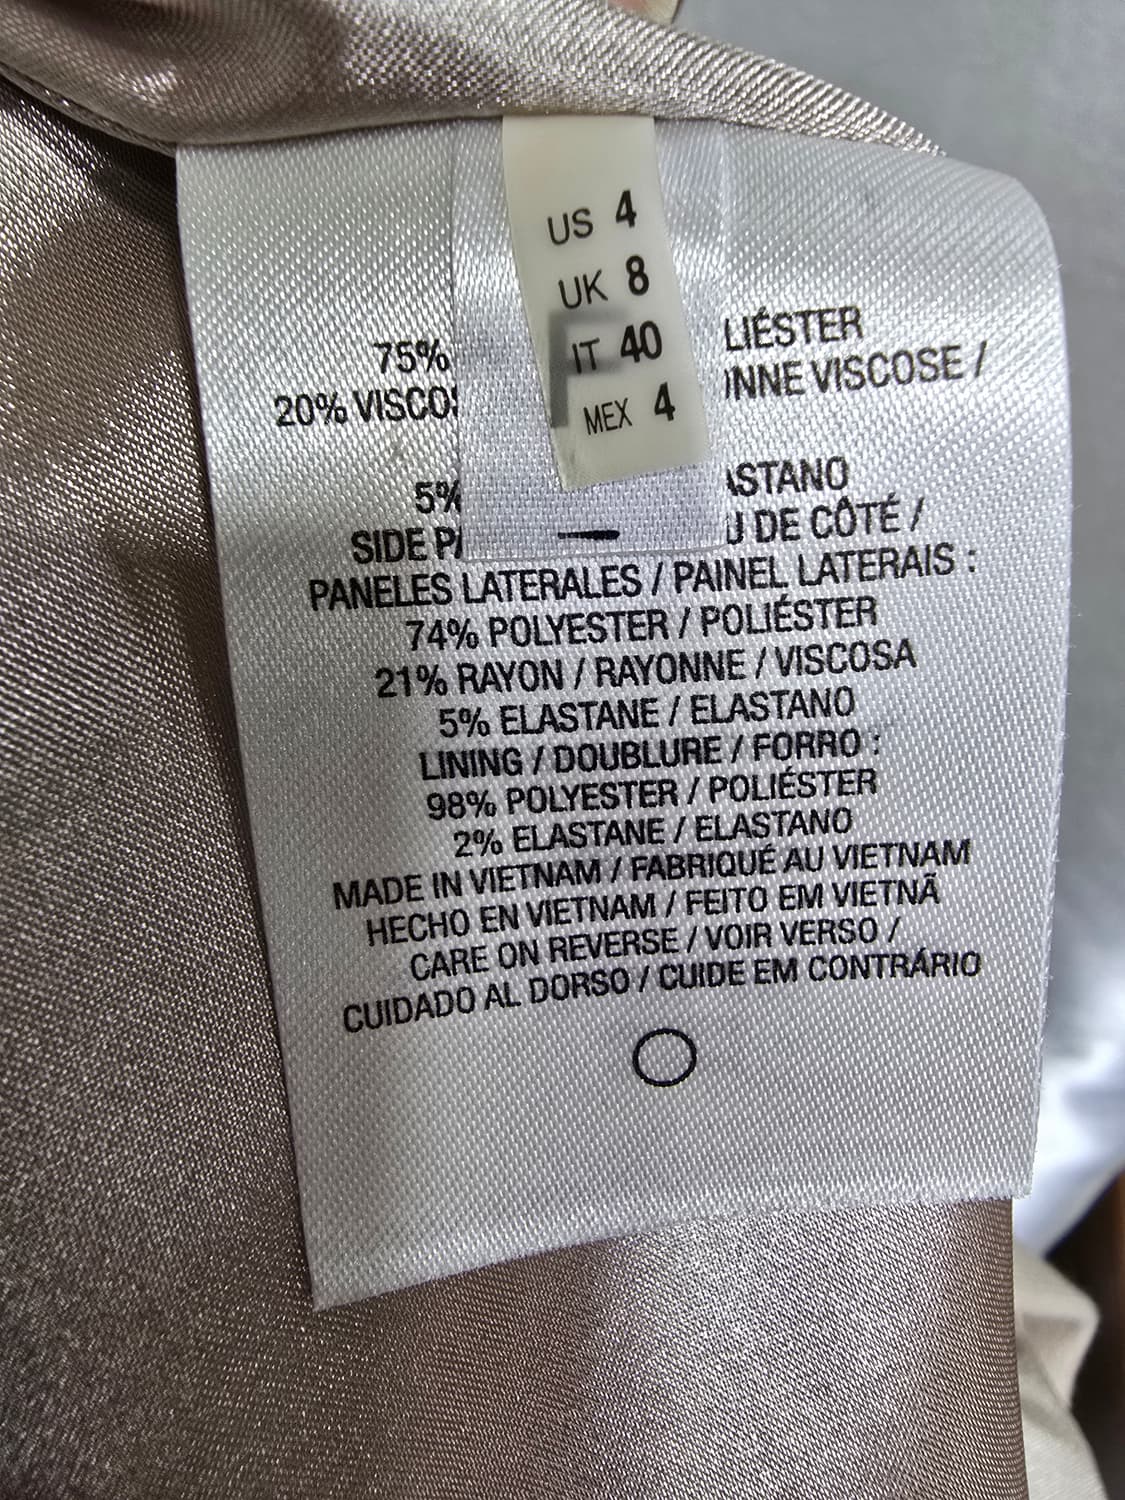 US 4
UK 8
IT 40
MEX 4
75% LIÉSTER
20% NNE VISCOSE /
5% STANO
SIDE U DE CÔTÉ /
PANELES LATERALES / PAINEL LATERAIS :
74% POLYESTER / POLIÉSTER
21% RAYON / RAYONNE / VISCOSA
5% ELASTANE / ELASTANO
LINING / DOUBLURE / FORRO :
98% POLYESTER / POLIÉSTER
2% ELASTANE / ELASTANO
MADE IN VIETNAM / FABRIQUÉ AU VIETNAM
HECHO EN VIETNAM / FEITO EM VIETNÃ
CARE ON REVERSE / VOIR VERSO /
CUIDADO AL DORSO / CUIDE EM CONTRÁRIO